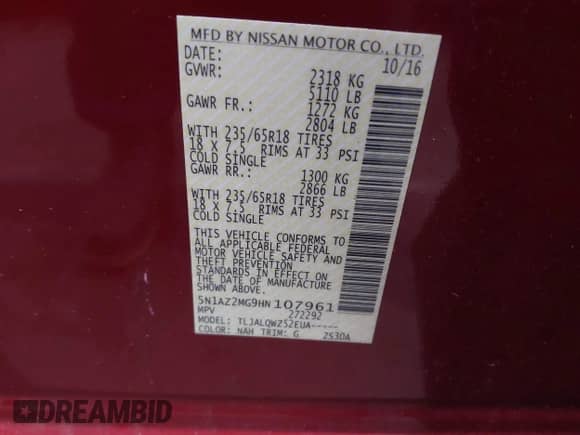 MFD BY NISSAN MOTOR CO., LTD.
DATE: 10/16
GVWR: 2318 KG
5110 LB
GAWR FR.: 1272 KG
2804 LB
WITH 235/65R18 TIRES
18 X 7.5 RIMS AT 33 PSI
COLD SINGLE
GAWR RR.: 1300 KG
2866 LB
WITH 235/65R18 TIRES
18 X 7.5 RIMS AT 33 PSI
COLD SINGLE
THIS VEHICLE CONFORMS TO
ALL APPLICABLE FEDERAL
MOTOR VEHICLE SAFETY AND
THEFT PREVENTION
STANDARDS IN EFFECT ON
THE DATE OF MANUFACTURE
SHOWN ABOVE.
5N1AZ2MG9HN107961
MPV 272292
MODEL: TLJALQWZ52EUA-----
COLOR: NAH TRIM: G 2530A
DREAMBID